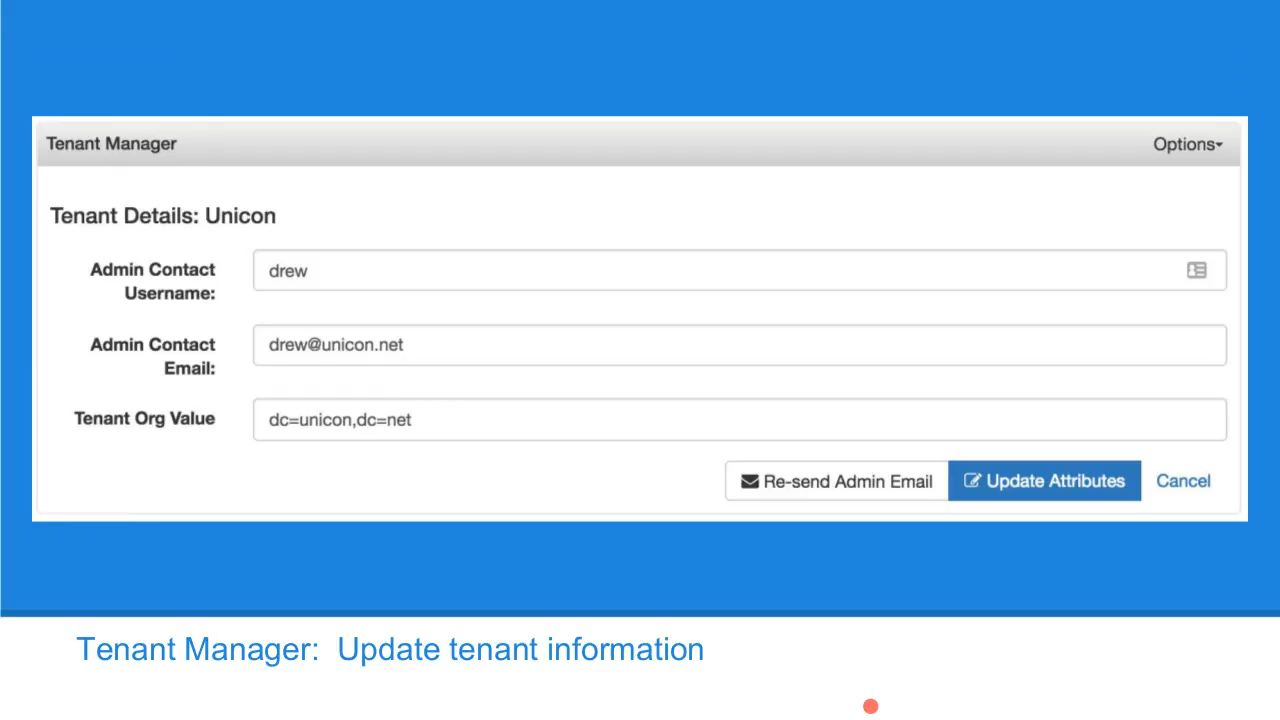 Tenant Manager
Options
Tenant Details: Unicon
Admin Contact
Username:
drew
Admin Contact
Email:
drew@unicon.net
Tenant Org Value
dc=unicon,dc=net
Re-send Admin Email
Update Attributes
Cancel
Tenant Manager: Update tenant information